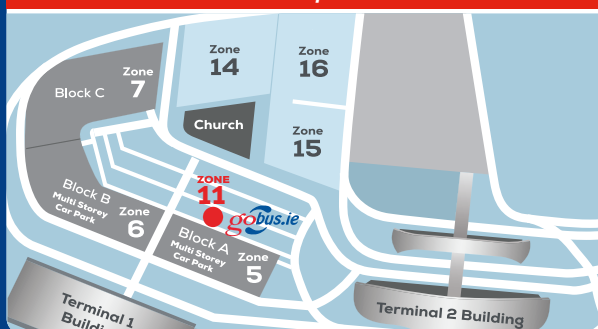 Zone
14
Zone
16
Zone
7
Block C
Church
Zone
15
ZONE
11
gobus.ie
Block B
Multi Storey
Car Park
Zone
6
Block A
Multi Storey
Car Park
Zone
5
Terminal 1
Terminal 2 Building